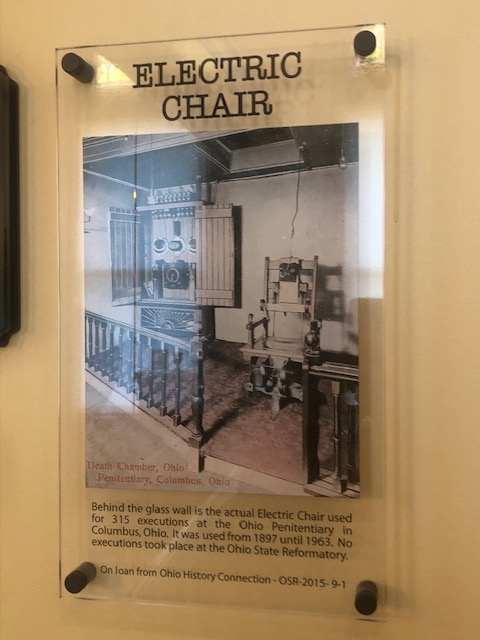 ELECTRIC
CHAIR
Death Chamber, Ohio
Penitentiary, Columbus, Ohio
Behind the glass wall is the actual Electric Chair used
for 315 executions at the Ohio Penitentiary in
Columbus, Ohio. It was used from 1897 until 1963. No
executions took place at the Ohio State Reformatory.
On loan from Ohio History Connection - OSR-2015- 9-1